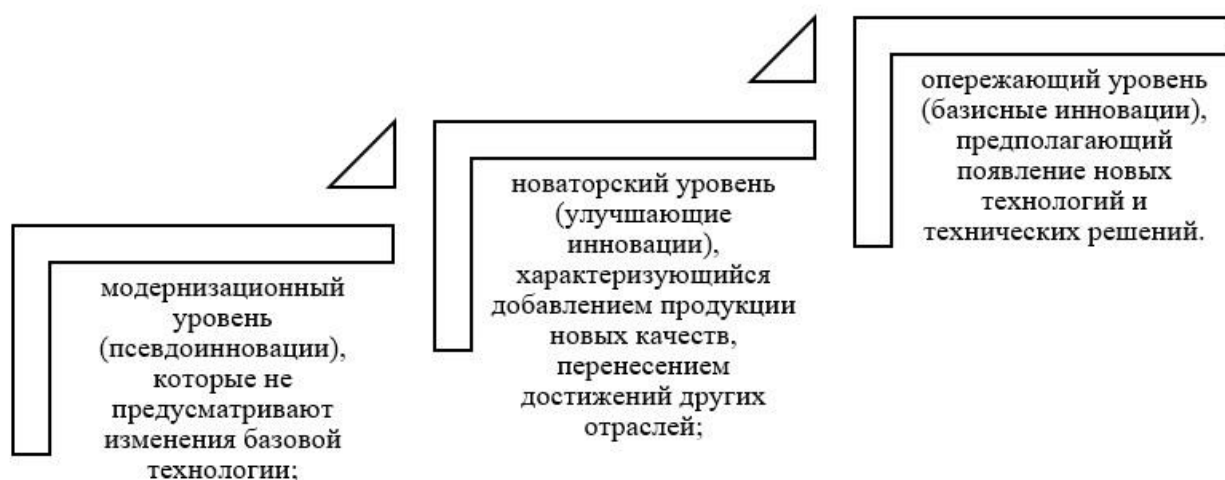 модернизационный
уровень
(псевдоинновации),
которые не
предусматривают
изменения базовой
технологии;
новаторский уровень
(улучшающие
инновации),
характеризующийся
добавлением продукции
новых качеств,
перенесением
достижений других
отраслей;
опережающий уровень
(базисные инновации),
предполагающий
появление новых
технологий и
технических решений.